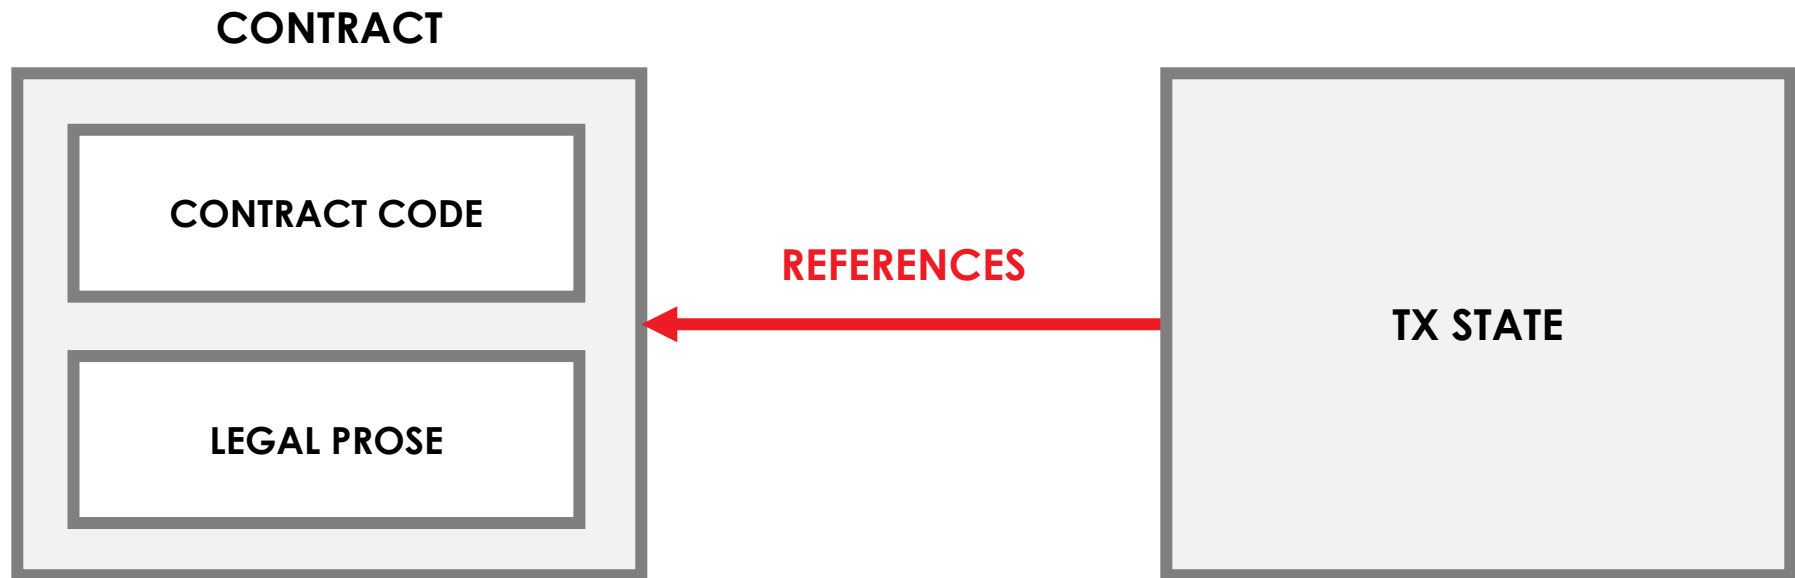 CONTRACT
CONTRACT CODE
REFERENCES
TX STATE
LEGAL PROSE